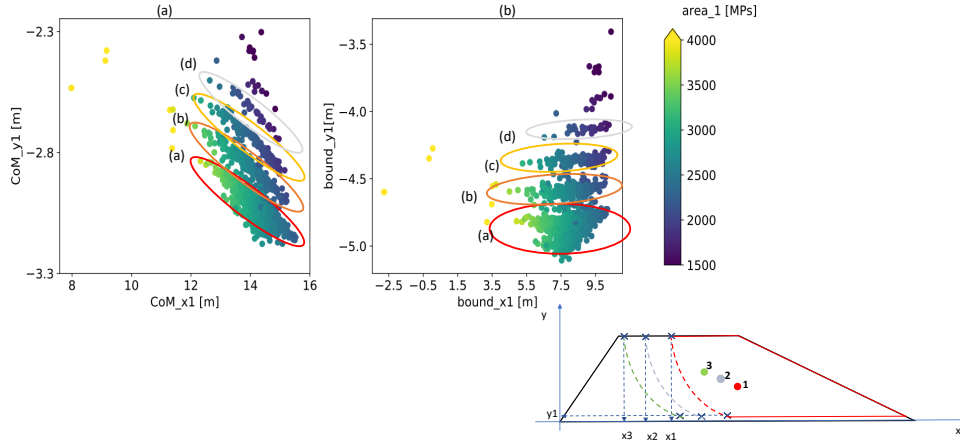 (a)
(b)
area_1 [MPs]
−2.3
−2.8
−3.3
CoM_y1 [m]
(d)
(c)
(b)
(a)
8
10
12
14
16
CoM_x1 [m]
−3.5
−4.0
−4.5
−5.0
bound_y1[m]
(d)
(c)
(b)
(a)
−2.5
−0.5
1.5
3.5
5.5
7.5
9.5
bound_x1 [m]
4000
3500
3000
2500
2000
1500
y
3
2
1
y1
x3
x2
x1
x